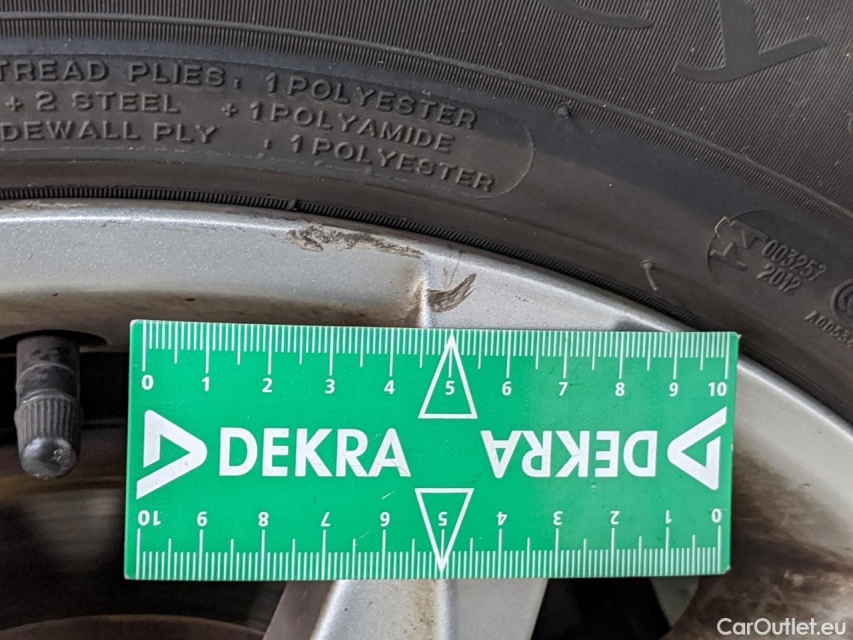 TREAD PLIES: 1 POLYESTER
+ 2 STEEL + 1 POLYAMIDE
DEWALL PLY : 1 POLYESTER
003257
2012
0 1 2 3 4 5 6 7 8 9 10
DEKRA DEKRA
10 9 8 7 6 5 4 3 2 1 0
CarOutlet.eu